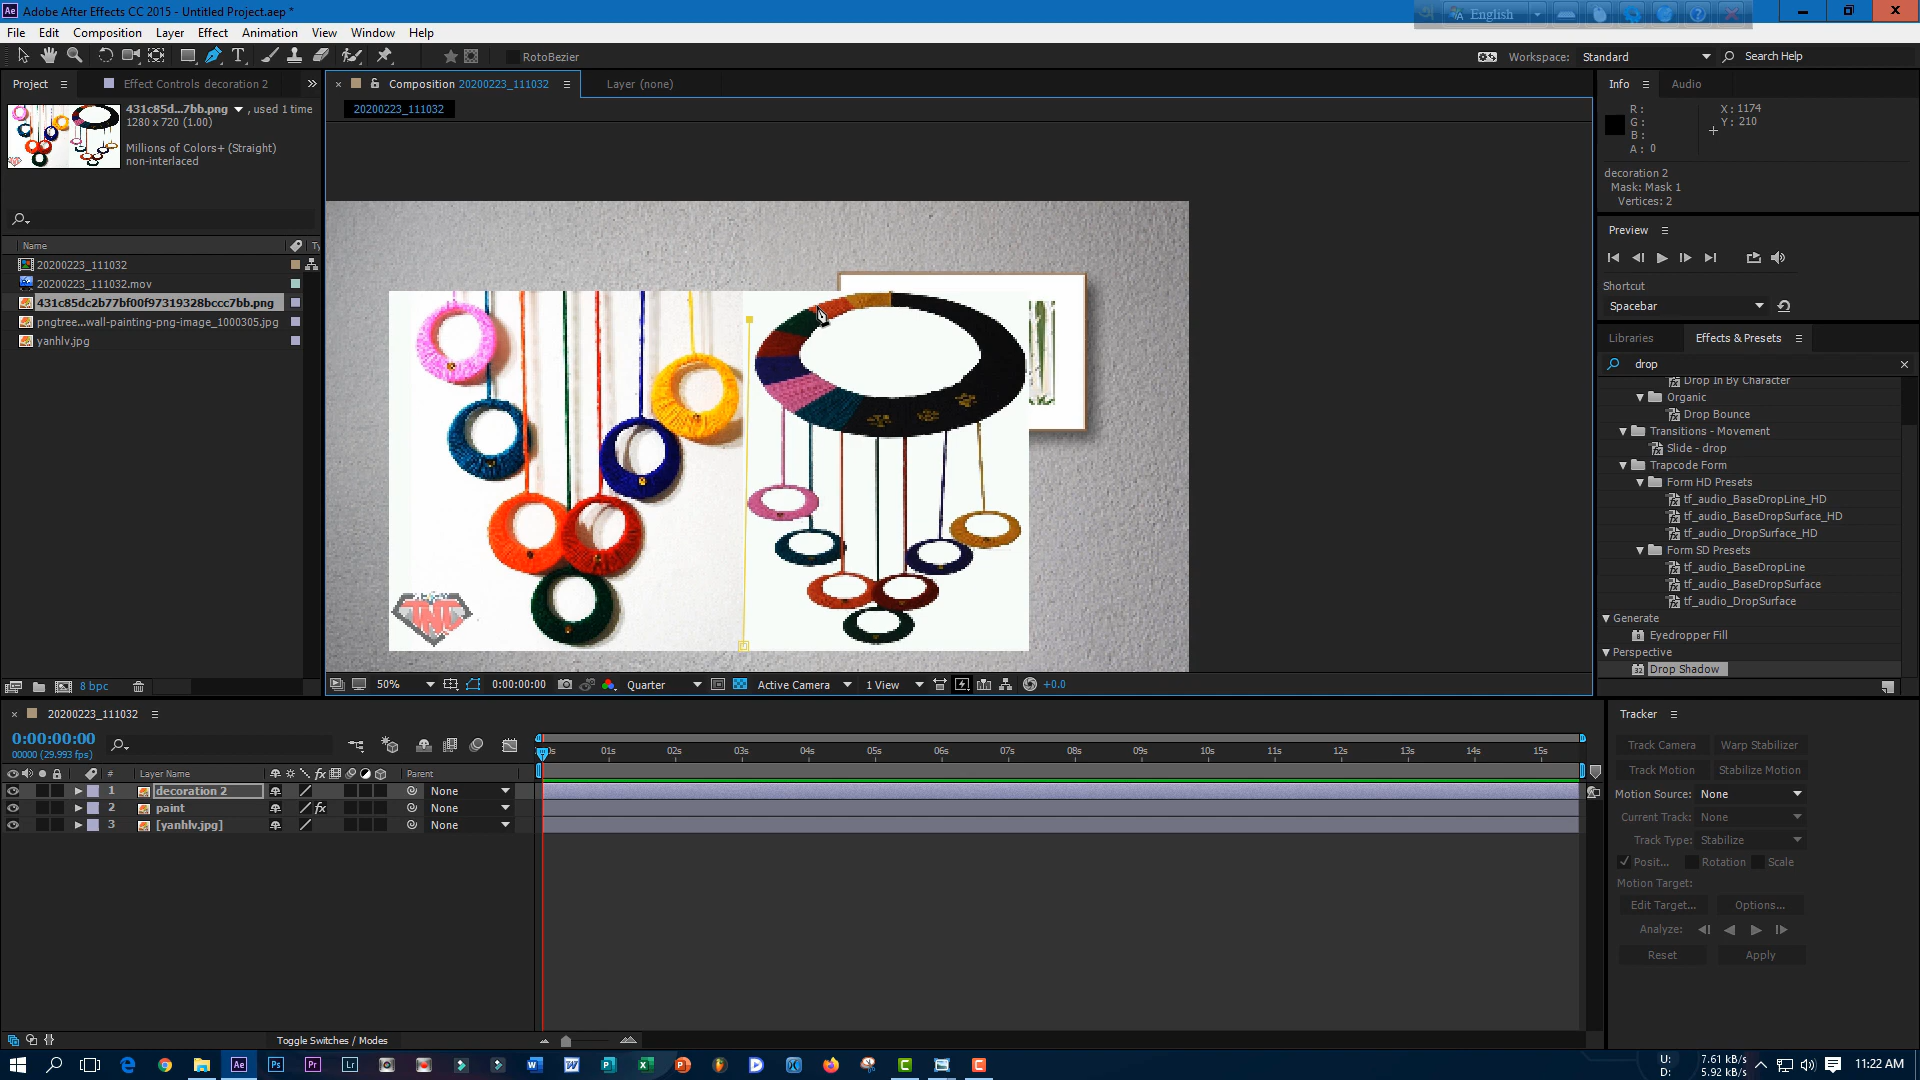 Adobe After Effects CC 2015 - Untitled Project.aep *
English
File Edit Composition Layer Effect Animation View Window Help
RotoBezier
Workspace: Standard
Search Help
Project
Effect Controls decoration 2
Composition 20200223_111032
Layer (none)
20200223_111032
431c85d...7bb.png , used 1 time
1280 x 720 (1.00)
Millions of Colors+ (Straight)
non-interlaced
Name
Ty
20200223_111032
20200223_111032.mov
431c85dc2b77bf00f97319328bccc7bb.png
pngtree...wall-painting-png-image_1000305.jpg
yanhlv.jpg
8 bpc
TNT
50%
0:00:00:00
Quarter
Active Camera
1 View
+0.0
Info
Audio
R :
G :
B :
A : 0
X : 1174
Y : 210
decoration 2
Mask: Mask 1
Vertices: 2
Preview
Shortcut
Spacebar
Libraries
Effects & Presets
drop
Drop In By Character
Organic
Drop Bounce
Transitions - Movement
Slide - drop
Trapcode Form
Form HD Presets
tf_audio_BaseDropLine_HD
tf_audio_BaseDropSurface_HD
tf_audio_DropSurface_HD
Form SD Presets
tf_audio_BaseDropLine
tf_audio_BaseDropSurface
tf_audio_DropSurface
Generate
Eyedropper Fill
Perspective
Drop Shadow
20200223_111032
0:00:00:00
00000 (29.993 fps)
# Layer Name
Parent
1 decoration 2 None
2 paint fx None
3 [yanhlv.jpg] None
01s 02s 03s 04s 05s 06s 07s 08s 09s 10s 11s 12s 13s 14s 15s
Toggle Switches / Modes
Tracker
Track Camera
Warp Stabilizer
Track Motion
Stabilize Motion
Motion Source: None
Current Track: None
Track Type: Stabilize
Posit... Rotation Scale
Motion Target:
Edit Target...
Options...
Analyze:
Reset
Apply
U: 7.61 kB/s
D: 5.92 kB/s
11:22 AM